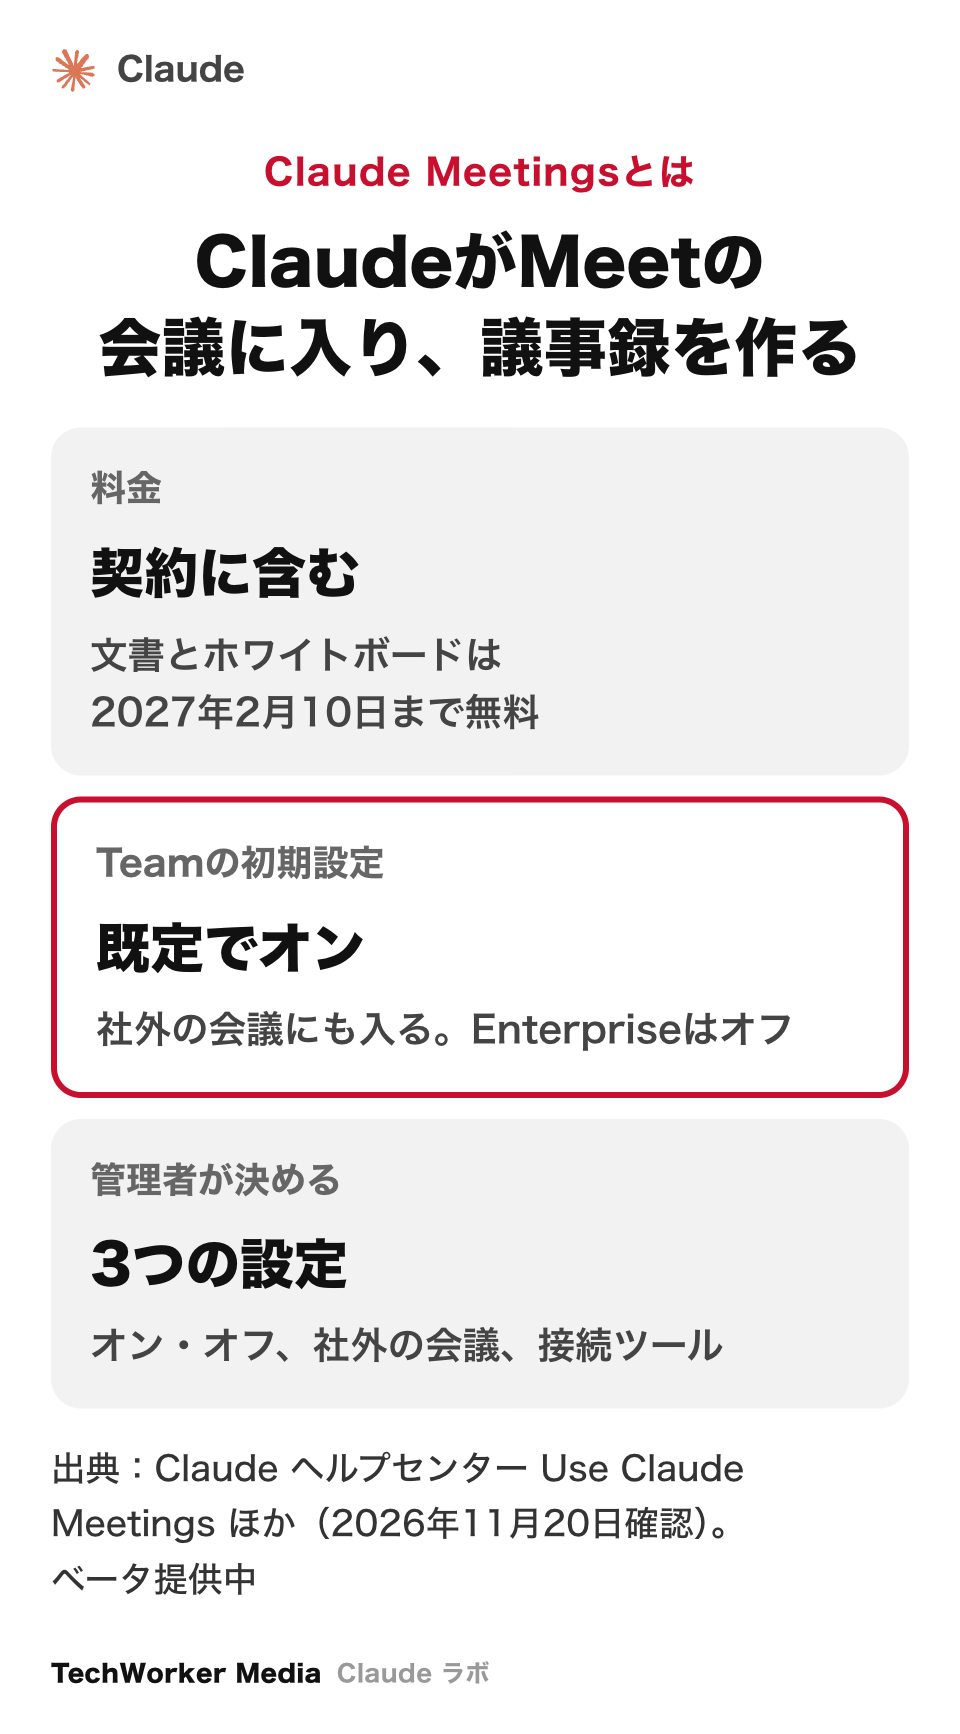 Claude
Claude Meetingsとは
ClaudeがMeetの
会議に入り、議事録を作る
料金
契約に含む
文書とホワイトボードは
2027年2月10日まで無料
Teamの初期設定
既定でオン
社外の会議にも入る。Enterpriseはオフ
管理者が決める
3つの設定
オン・オフ、社外の会議、接続ツール
出典：Claude ヘルプセンター Use Claude
Meetings ほか（2026年11月20日確認）。
ベータ提供中
TechWorker Media Claude ラボ